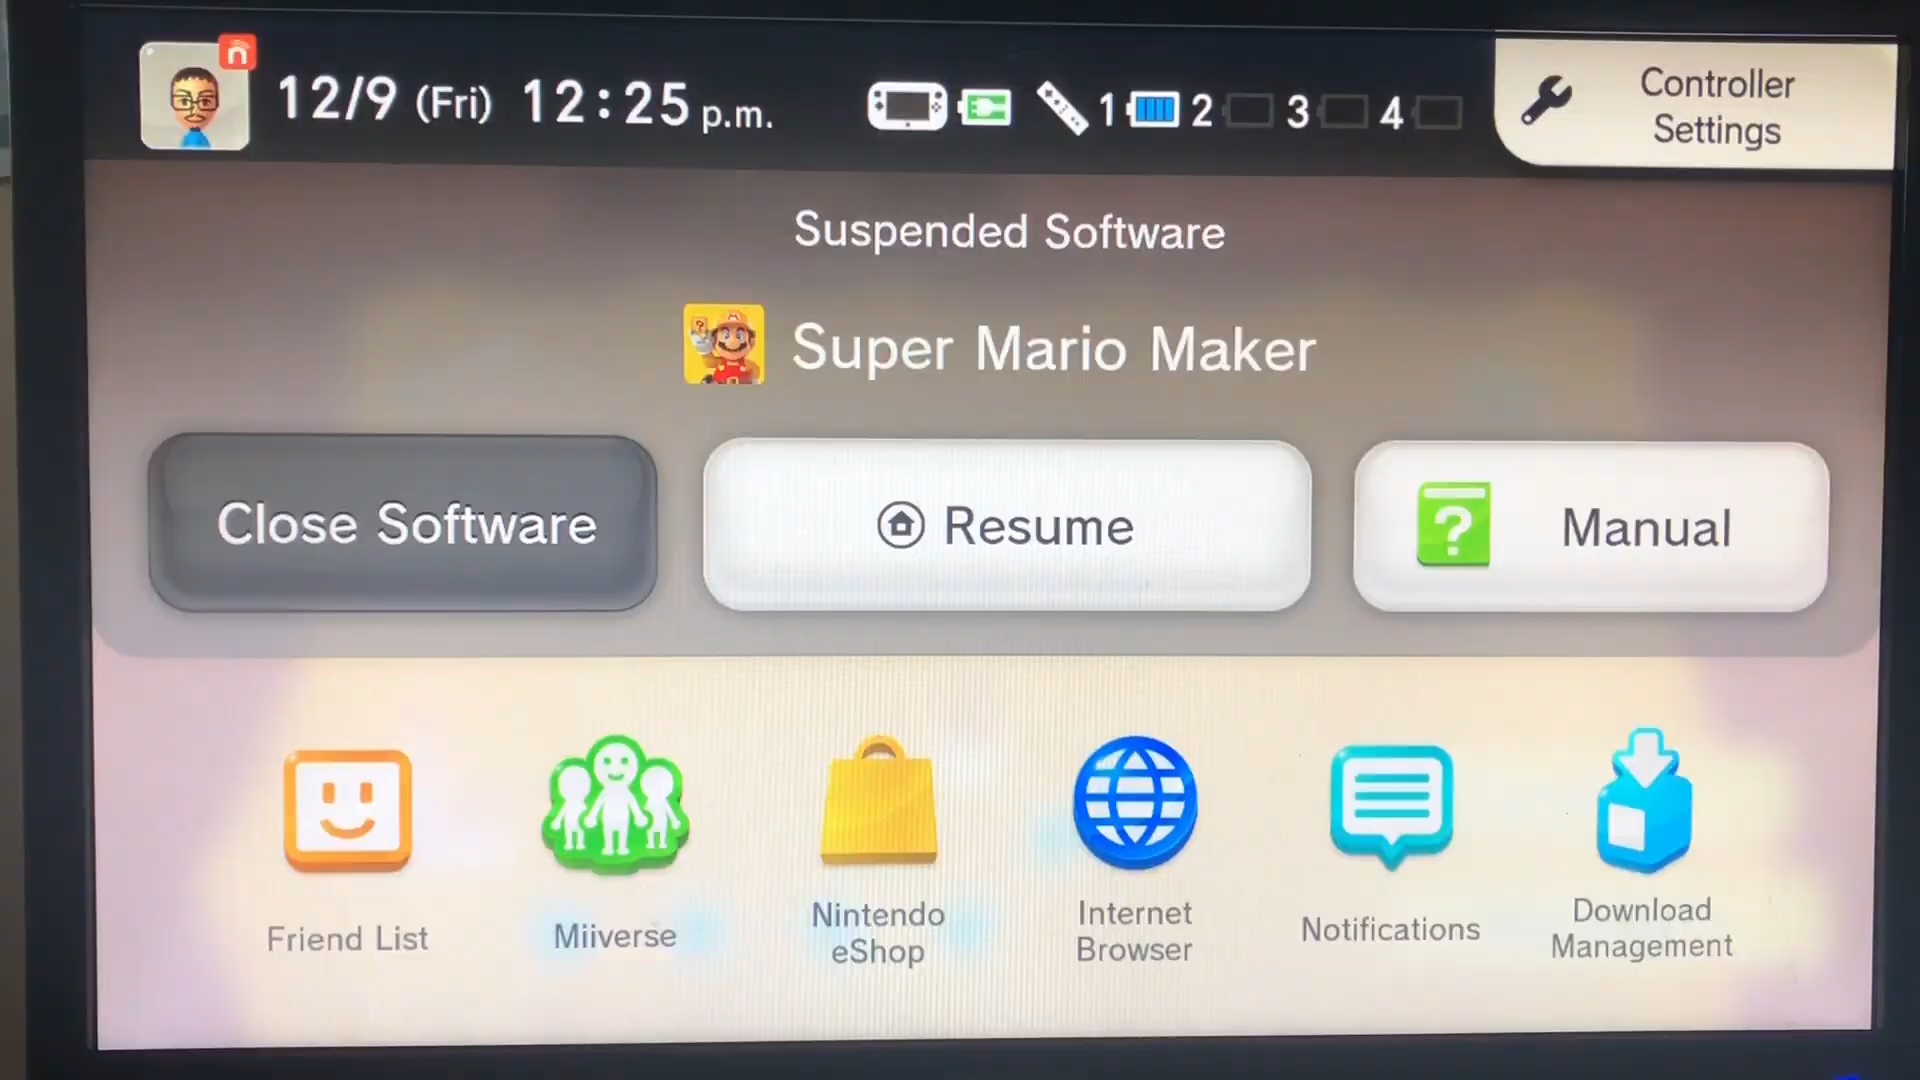 n
12/9 (Fri) 12:25 p.m.
1 2 3 4
Controller
Settings
Suspended Software
Super Mario Maker
Close Software
Resume
? Manual
Friend List
Miiverse
Nintendo
eShop
Internet
Browser
Notifications
Download
Management